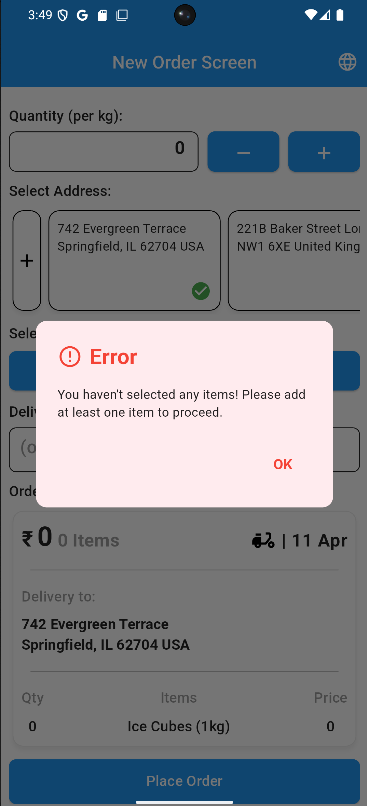 3:49
New Order Screen
Quantity (per kg):
0
− +
Select Address:
+
742 Evergreen Terrace
Springfield, IL 62704 USA
221B Baker Street Lo
NW1 6XE United King
Sele
Error
You haven't selected any items! Please add
at least one item to proceed.
OK
Deliv
(o
Orde
₹ 0 0 Items | 11 Apr
Delivery to:
742 Evergreen Terrace
Springfield, IL 62704 USA
Qty Items Price
0 Ice Cubes (1kg) 0
Place Order